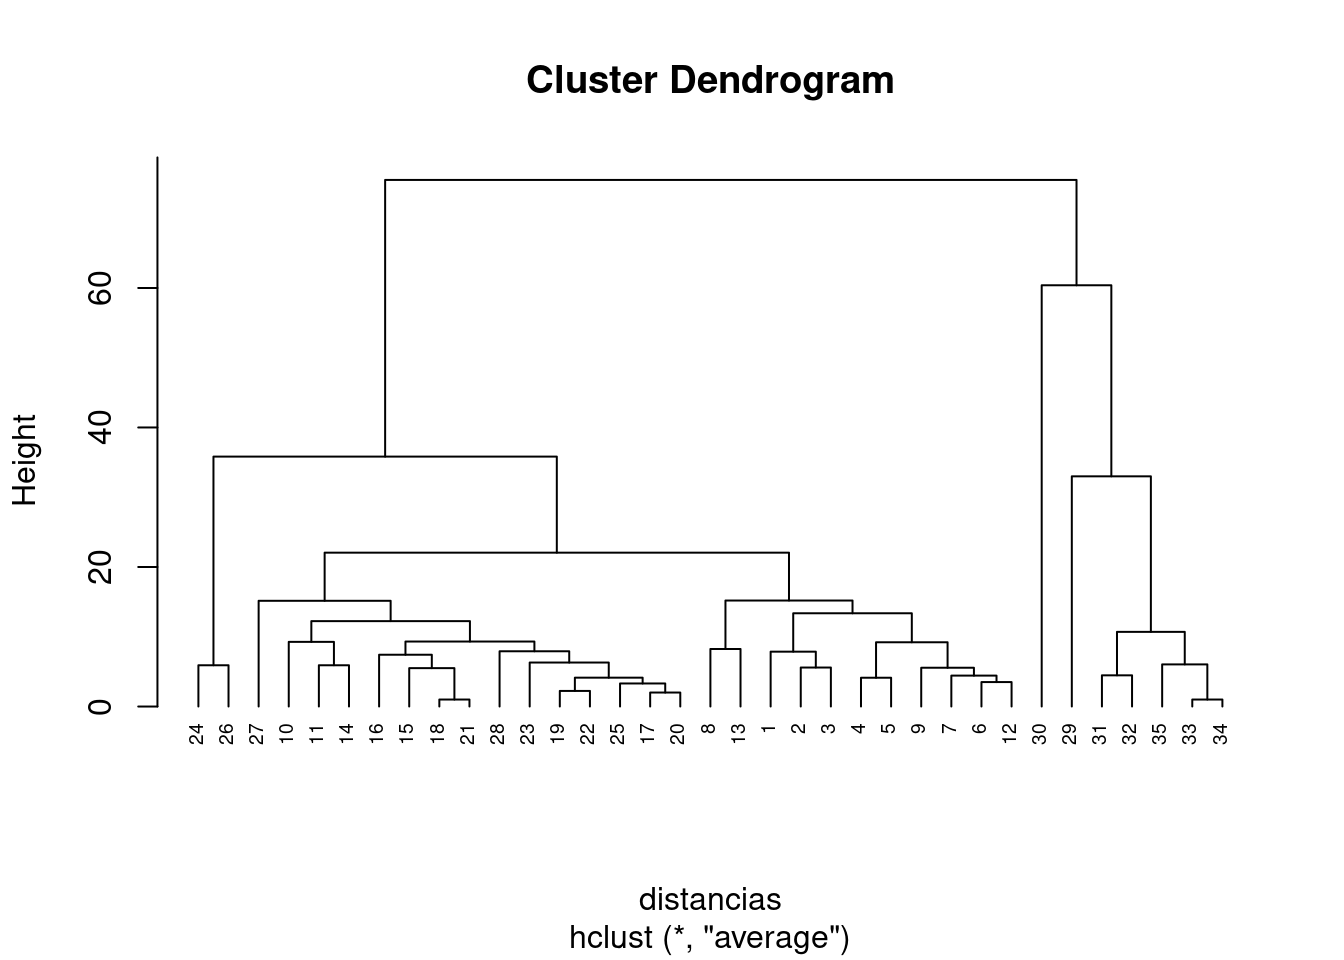 Cluster Dendrogram
Height
60
40
20
0
24 26 27 10 11 14 16 15 18 21 28 23 19 22 25 17 20 8 13 1 2 3 4 5 9 7 6 12 30 29 31 32 35 33 34
distancias
hclust (*, "average")